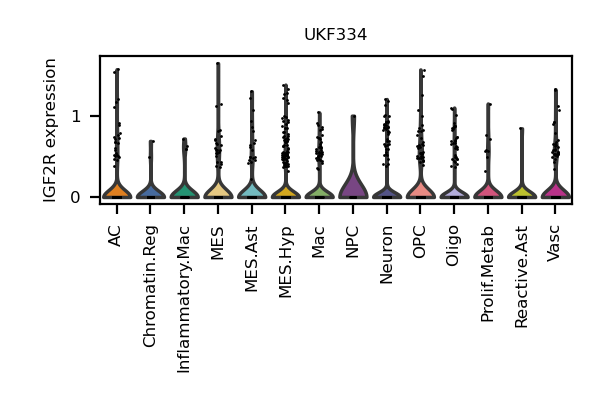 UKF334
IGF2R expression
1
0
AC
Chromatin.Reg
Inflammatory.Mac
MES
MES.Ast
MES.Hyp
Mac
NPC
Neuron
OPC
Oligo
Prolif.Metab
Reactive.Ast
Vasc